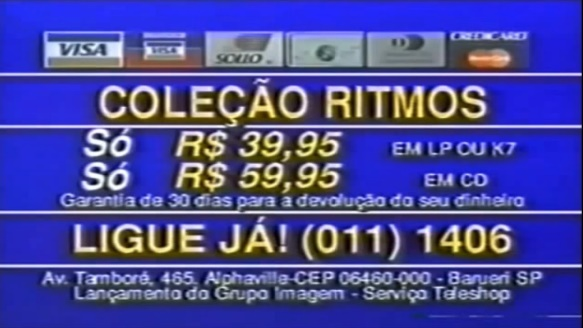 VISA VISA SOLLO CREDICARD
MasterCard
COLEÇÃO RITMOS
Só R$ 39,95 EM LP OU K7
Só R$ 59,95 EM CD
Garantia de 30 dias para a devolução do seu dinheiro
LIGUE JÁ! (011) 1406
Av. Tamboré, 465. Alphaville-CEP 06460-000 - Barueri SP
Lançamento do Grupo Imagem - Serviço Teleshop